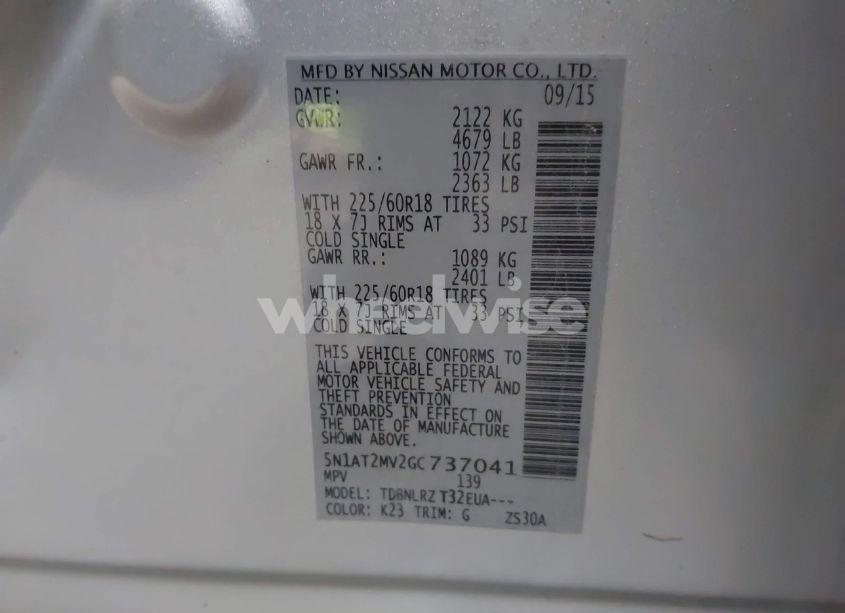 MFD BY NISSAN MOTOR CO., LTD.
DATE: 09/15
GVWR: 2122 KG
4679 LB
GAWR FR.: 1072 KG
2363 LB
WITH 225/60R18 TIRES
18 X 7J RIMS AT 33 PSI
COLD SINGLE
GAWR RR.: 1089 KG
2401 LB
WITH 225/60R18 TIRES
18 X 7J RIMS AT 33 PSI
COLD SINGLE
wheelwise
THIS VEHICLE CONFORMS TO
ALL APPLICABLE FEDERAL
MOTOR VEHICLE SAFETY AND
THEFT PREVENTION
STANDARDS IN EFFECT ON
THE DATE OF MANUFACTURE
SHOWN ABOVE.
5N1AT2MV2GC737041
MPV 139
MODEL: TDBNLRZ T32EUA---
COLOR: K23 TRIM: G ZS30A